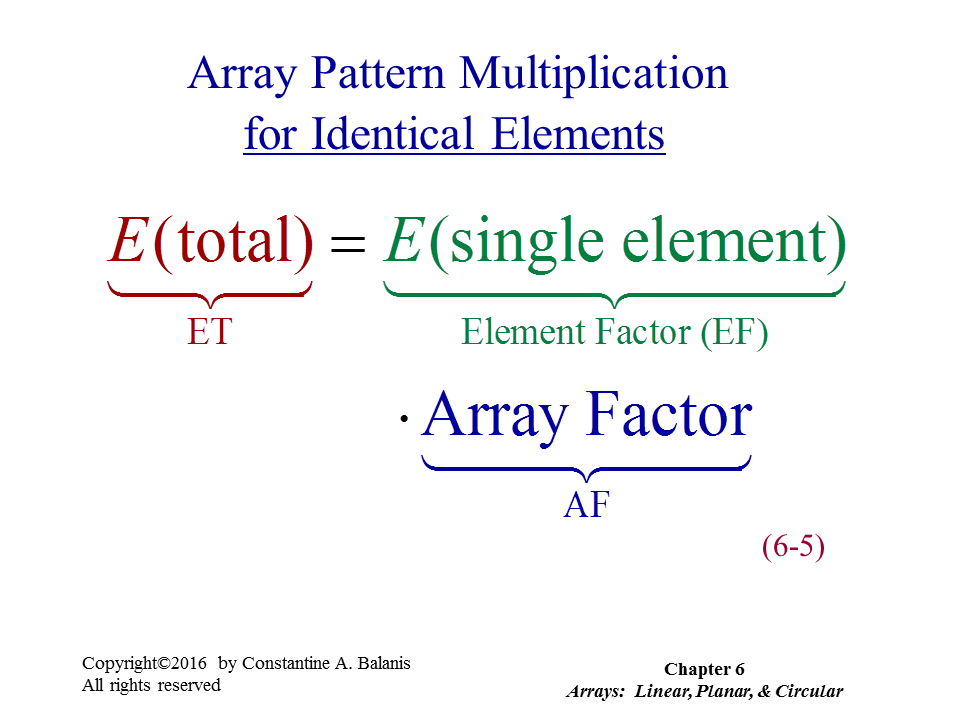 Array Pattern Multiplication
for Identical Elements
E(total) = E(single element)
ET
Element Factor (EF)
· Array Factor
AF
(6-5)
Copyright©2016 by Constantine A. Balanis
All rights reserved
Chapter 6
Arrays: Linear, Planar, & Circular